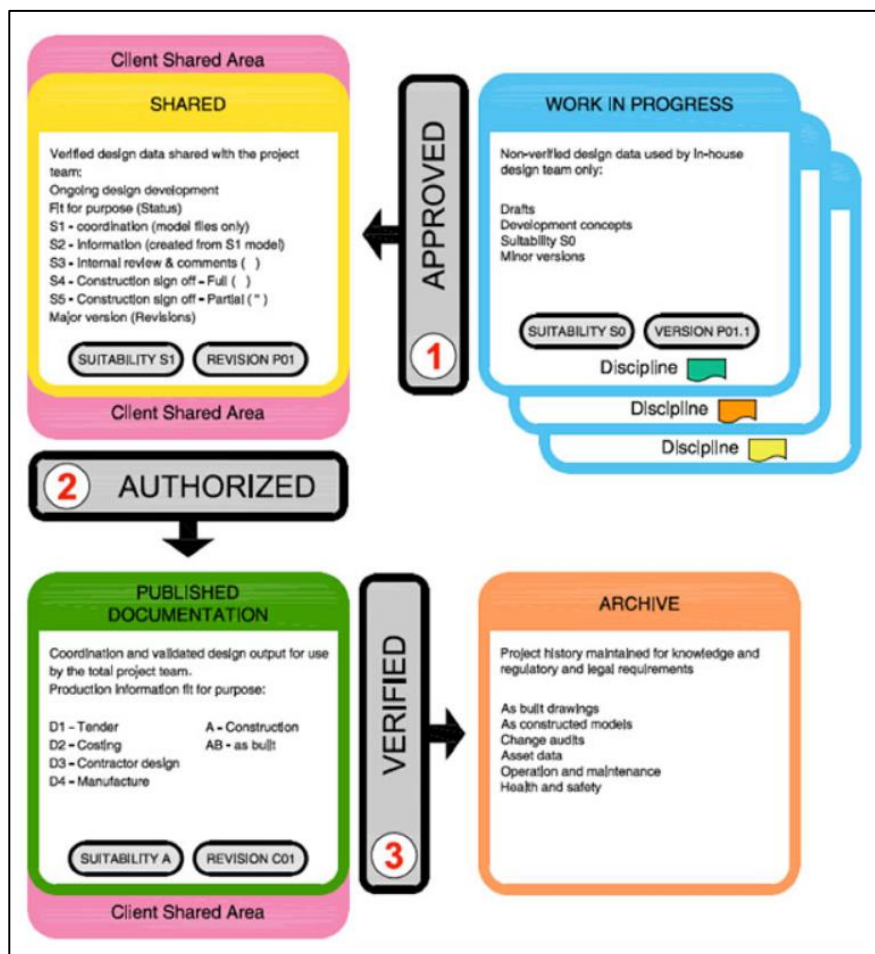 Client Shared Area
SHARED
Verified design data shared with the project
team:
Ongoing design development
Fit for purpose (Status)
S1 - coordination (model files only)
S2 - Information (created from S1 model)
S3 - Internal review & comments ( )
S4 - Construction sign off - Full ( )
S5 - Construction sign off - Partial ( " )
Major version (Revisions)
SUITABILITY S1
REVISION P01
Client Shared Area
APPROVED
1
WORK IN PROGRESS
Non-verified design data used by in-house
design team only:
Drafts
Development concepts
Suitability S0
Minor versions
SUITABILITY S0
VERSION P01.1
Discipline
Discipline
Discipline
2
AUTHORIZED
PUBLISHED
DOCUMENTATION
Coordination and validated design output for use
by the total project team.
Production information fit for purpose:
D1 - Tender
D2 - Costing
D3 - Contractor design
D4 - Manufacture
A - Construction
AB - as built
SUITABILITY A
REVISION C01
Client Shared Area
VERIFIED
3
ARCHIVE
Project history maintained for knowledge and
regulatory and legal requirements
As built drawings
As constructed models
Change audits
Asset data
Operation and maintenance
Health and safety